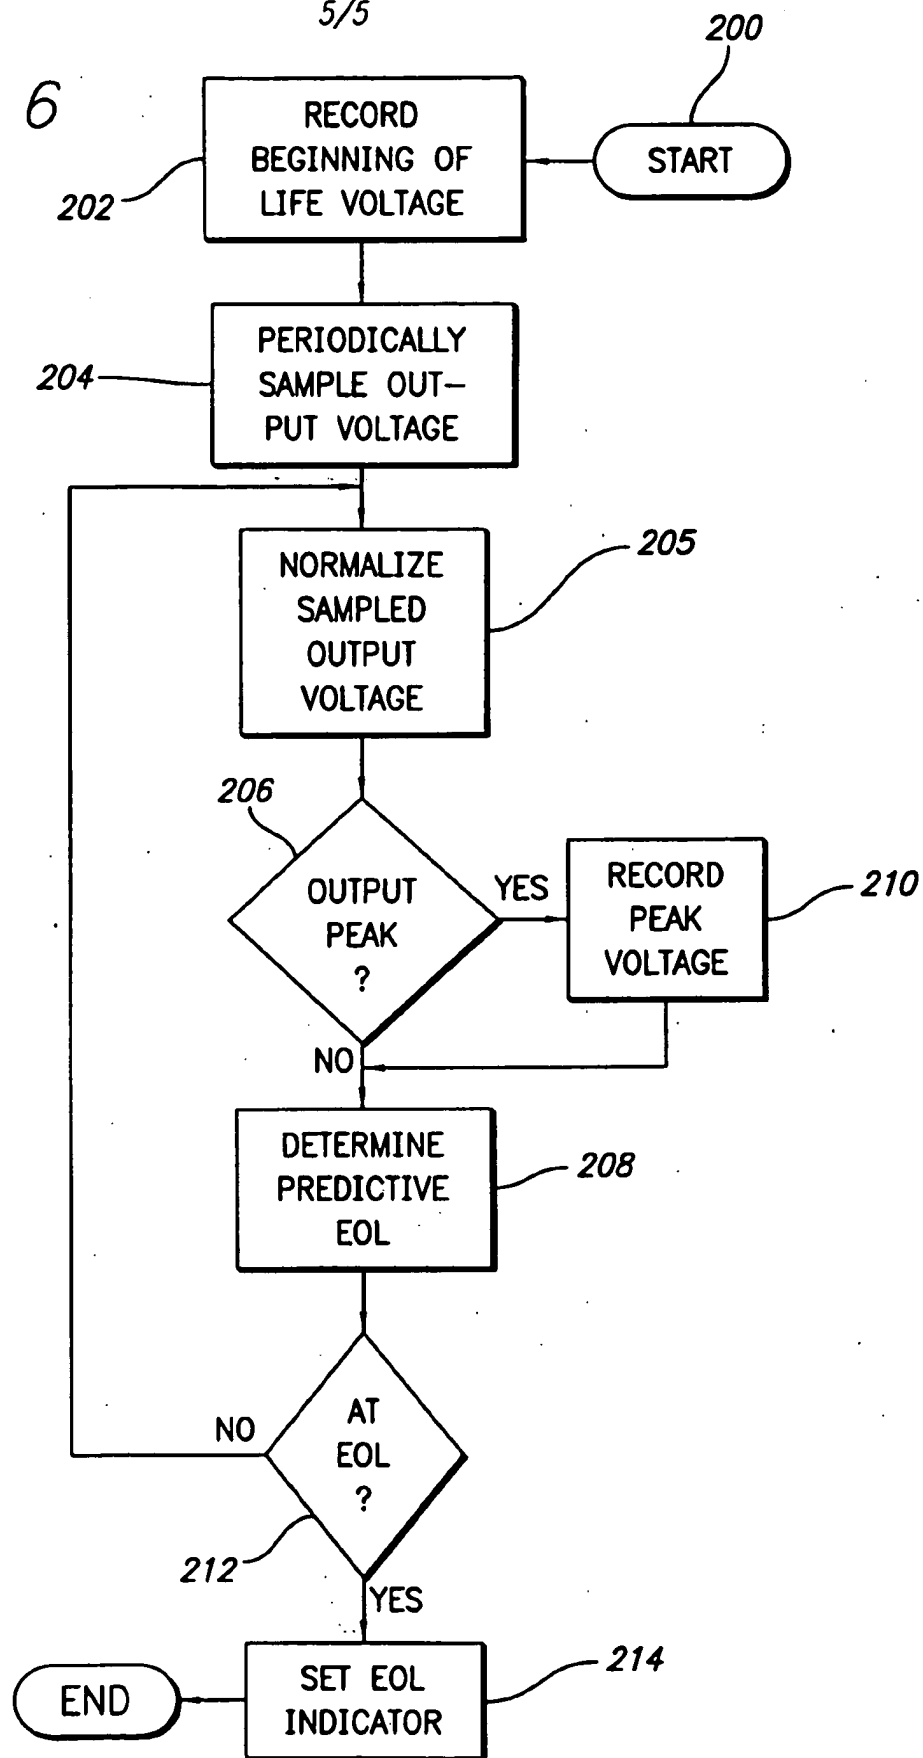 5/5
6
200
START
RECORD
BEGINNING OF
LIFE VOLTAGE
202
PERIODICALLY
SAMPLE OUT-
PUT VOLTAGE
204
NORMALIZE
SAMPLED
OUTPUT
VOLTAGE
205
206
OUTPUT
PEAK
?
YES
RECORD
PEAK
VOLTAGE
210
NO
DETERMINE
PREDICTIVE
EOL
208
AT
EOL
?
NO
212
YES
SET EOL
INDICATOR
214
END